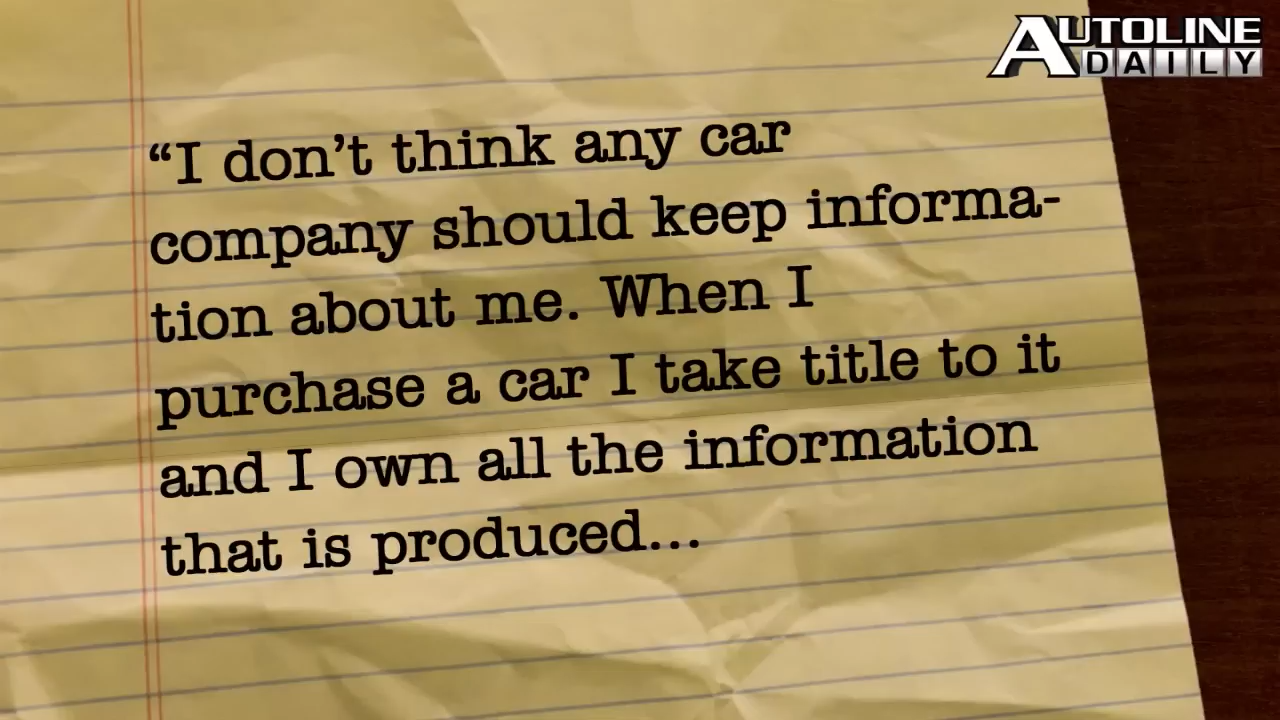 AUTOLINE
DAILY
“I don’t think any car
company should keep informa-
tion about me. When I
purchase a car I take title to it
and I own all the information
that is produced...